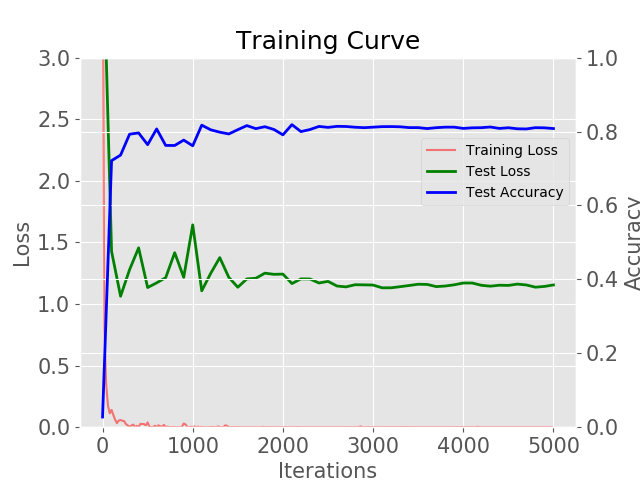 Training Curve
3.0
2.5
2.0
1.5
1.0
0.5
0.0
Loss
1.0
0.8
0.6
0.4
0.2
0.0
Accuracy
Training Loss
Test Loss
Test Accuracy
0 1000 2000 3000 4000 5000
Iterations